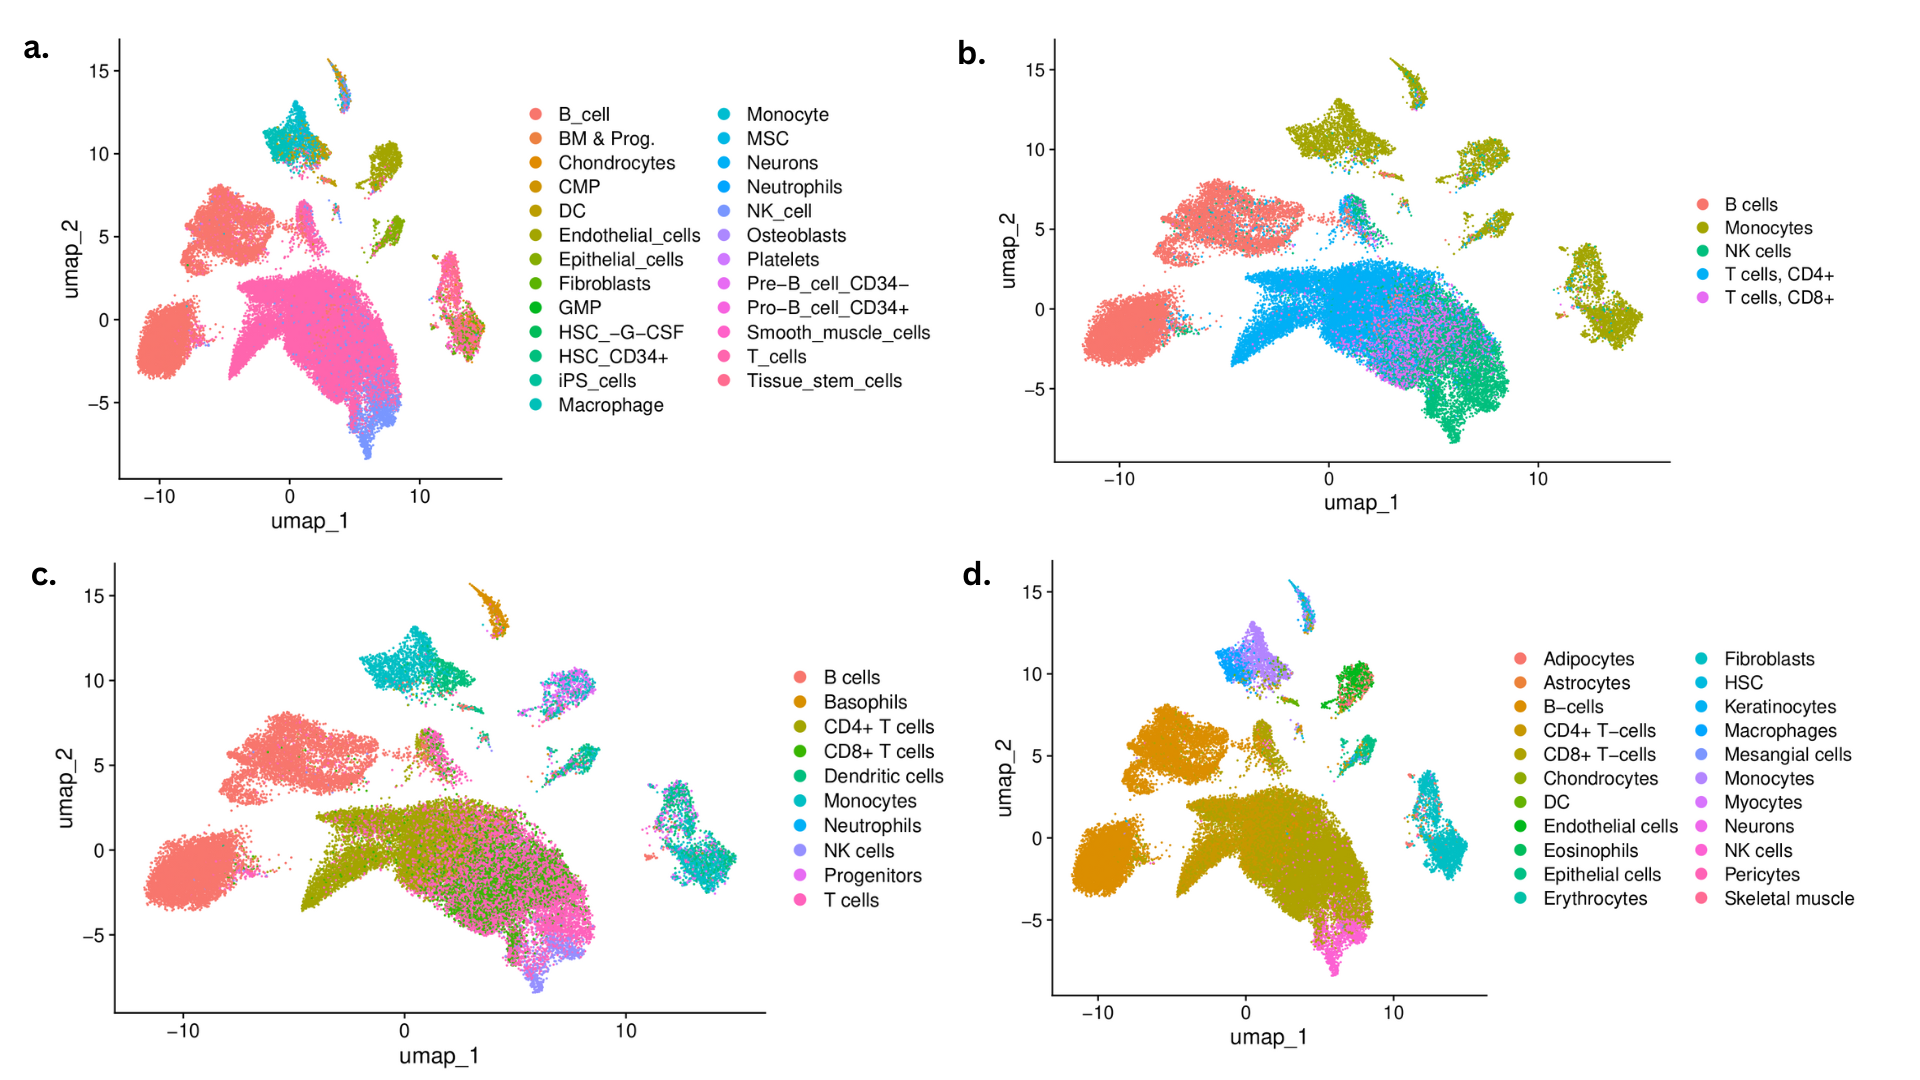 a.
15
10
5
0
−5
umap_2
−10
0
10
umap_1
B_cell
BM & Prog.
Chondrocytes
CMP
DC
Endothelial_cells
Epithelial_cells
Fibroblasts
GMP
HSC_−G−CSF
HSC_CD34+
iPS_cells
Macrophage
Monocyte
MSC
Neurons
Neutrophils
NK_cell
Osteoblasts
Platelets
Pre−B_cell_CD34−
Pro−B_cell_CD34+
Smooth_muscle_cells
T_cells
Tissue_stem_cells
b.
15
10
5
0
−5
umap_2
−10
0
10
umap_1
B cells
Monocytes
NK cells
T cells, CD4+
T cells, CD8+
c.
15
10
5
0
−5
umap_2
−10
0
10
umap_1
B cells
Basophils
CD4+ T cells
CD8+ T cells
Dendritic cells
Monocytes
Neutrophils
NK cells
Progenitors
T cells
d.
15
10
5
0
−5
umap_2
−10
0
10
umap_1
Adipocytes
Astrocytes
B−cells
CD4+ T−cells
CD8+ T−cells
Chondrocytes
DC
Endothelial cells
Eosinophils
Epithelial cells
Erythrocytes
Fibroblasts
HSC
Keratinocytes
Macrophages
Mesangial cells
Monocytes
Myocytes
Neurons
NK cells
Pericytes
Skeletal muscle